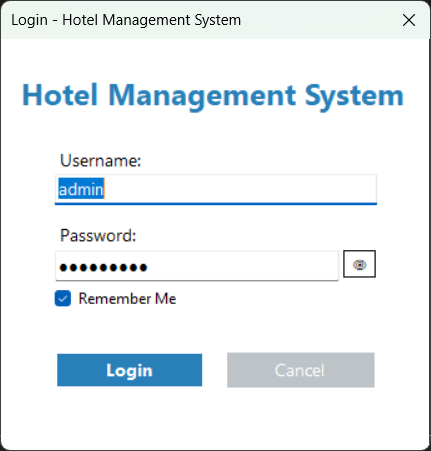 Login - Hotel Management System
Hotel Management System
Username:
admin
Password:
●●●●●●●●●
Remember Me
Login
Cancel